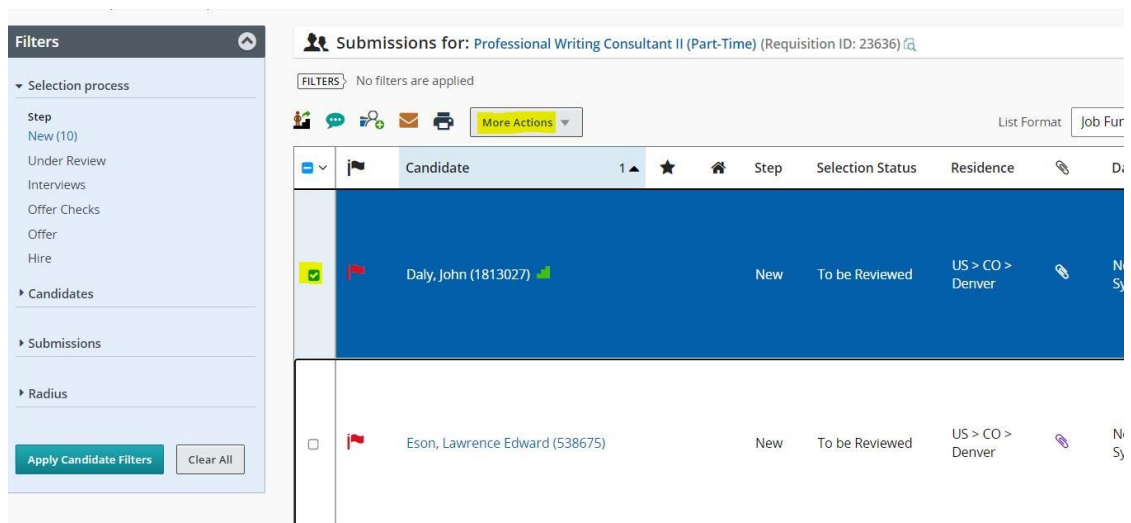 Filters
Selection process
Step
New (10)
Under Review
Interviews
Offer Checks
Offer
Hire
Candidates
Submissions
Radius
Apply Candidate Filters Clear All
Submissions for: Professional Writing Consultant II (Part-Time) (Requisition ID: 23636)
FILTERS No filters are applied
More Actions List Format Job Fun
Candidate 1 Step Selection Status Residence Da
Daly, John (1813027) New To be Reviewed US > CO > Denver
Eson, Lawrence Edward (538675) New To be Reviewed US > CO > Denver